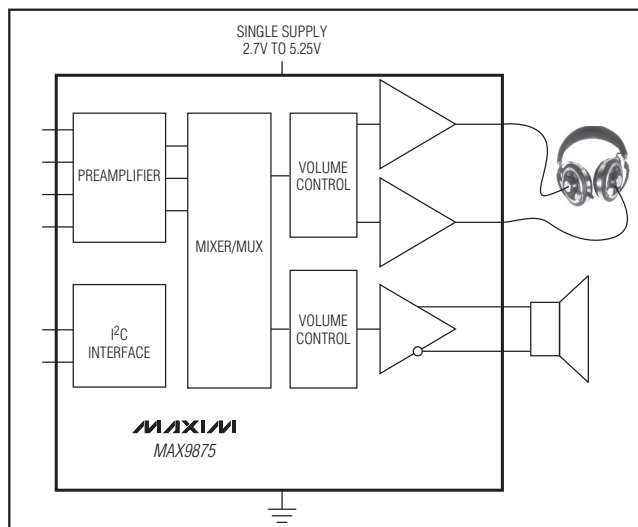 SINGLE SUPPLY
2.7V TO 5.25V
PREAMPLIFIER
MIXER/MUX
VOLUME
CONTROL
I²C
INTERFACE
VOLUME
CONTROL
MAXIM
MAX9875